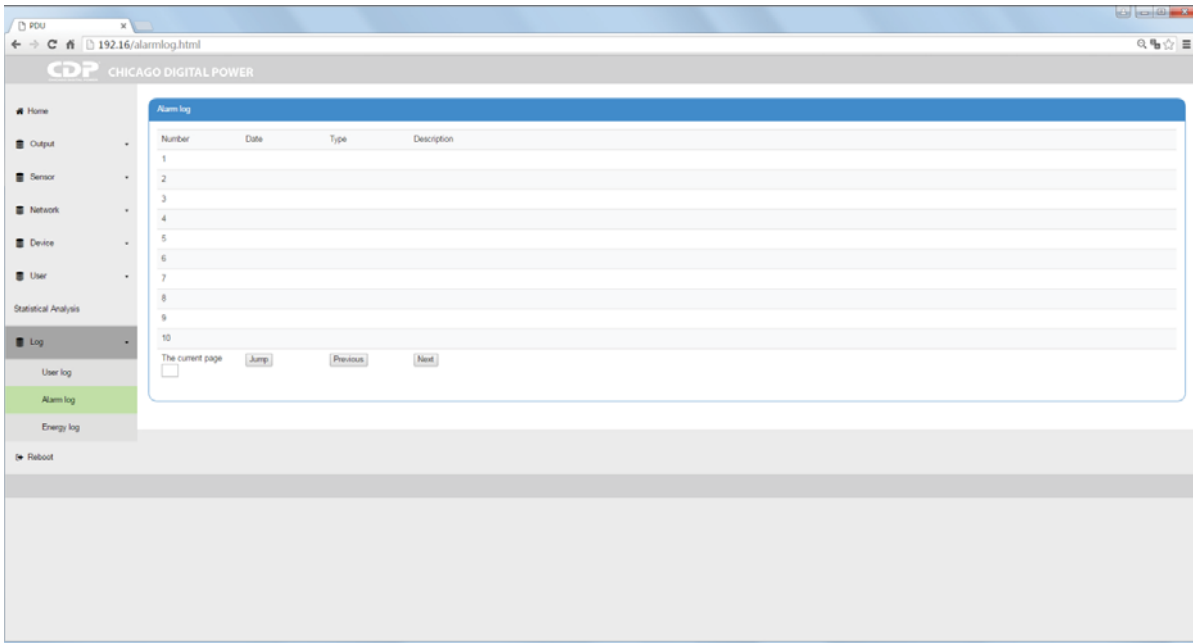 PDU
192.16/alarmlog.html
CDP CHICAGO DIGITAL POWER
Home
Output
Sensor
Network
Device
User
Statistical Analysis
Log
User log
Alarm log
Energy log
Reboot
Alarm log
Number Date Type Description
1
2
3
4
5
6
7
8
9
10
The current page Jump Previous Next